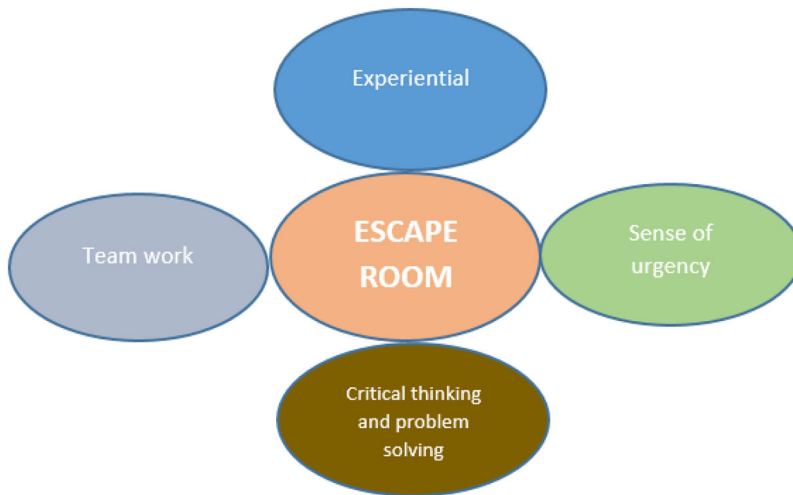 Experiential
Team work
ESCAPE
ROOM
Sense of
urgency
Critical thinking
and problem
solving